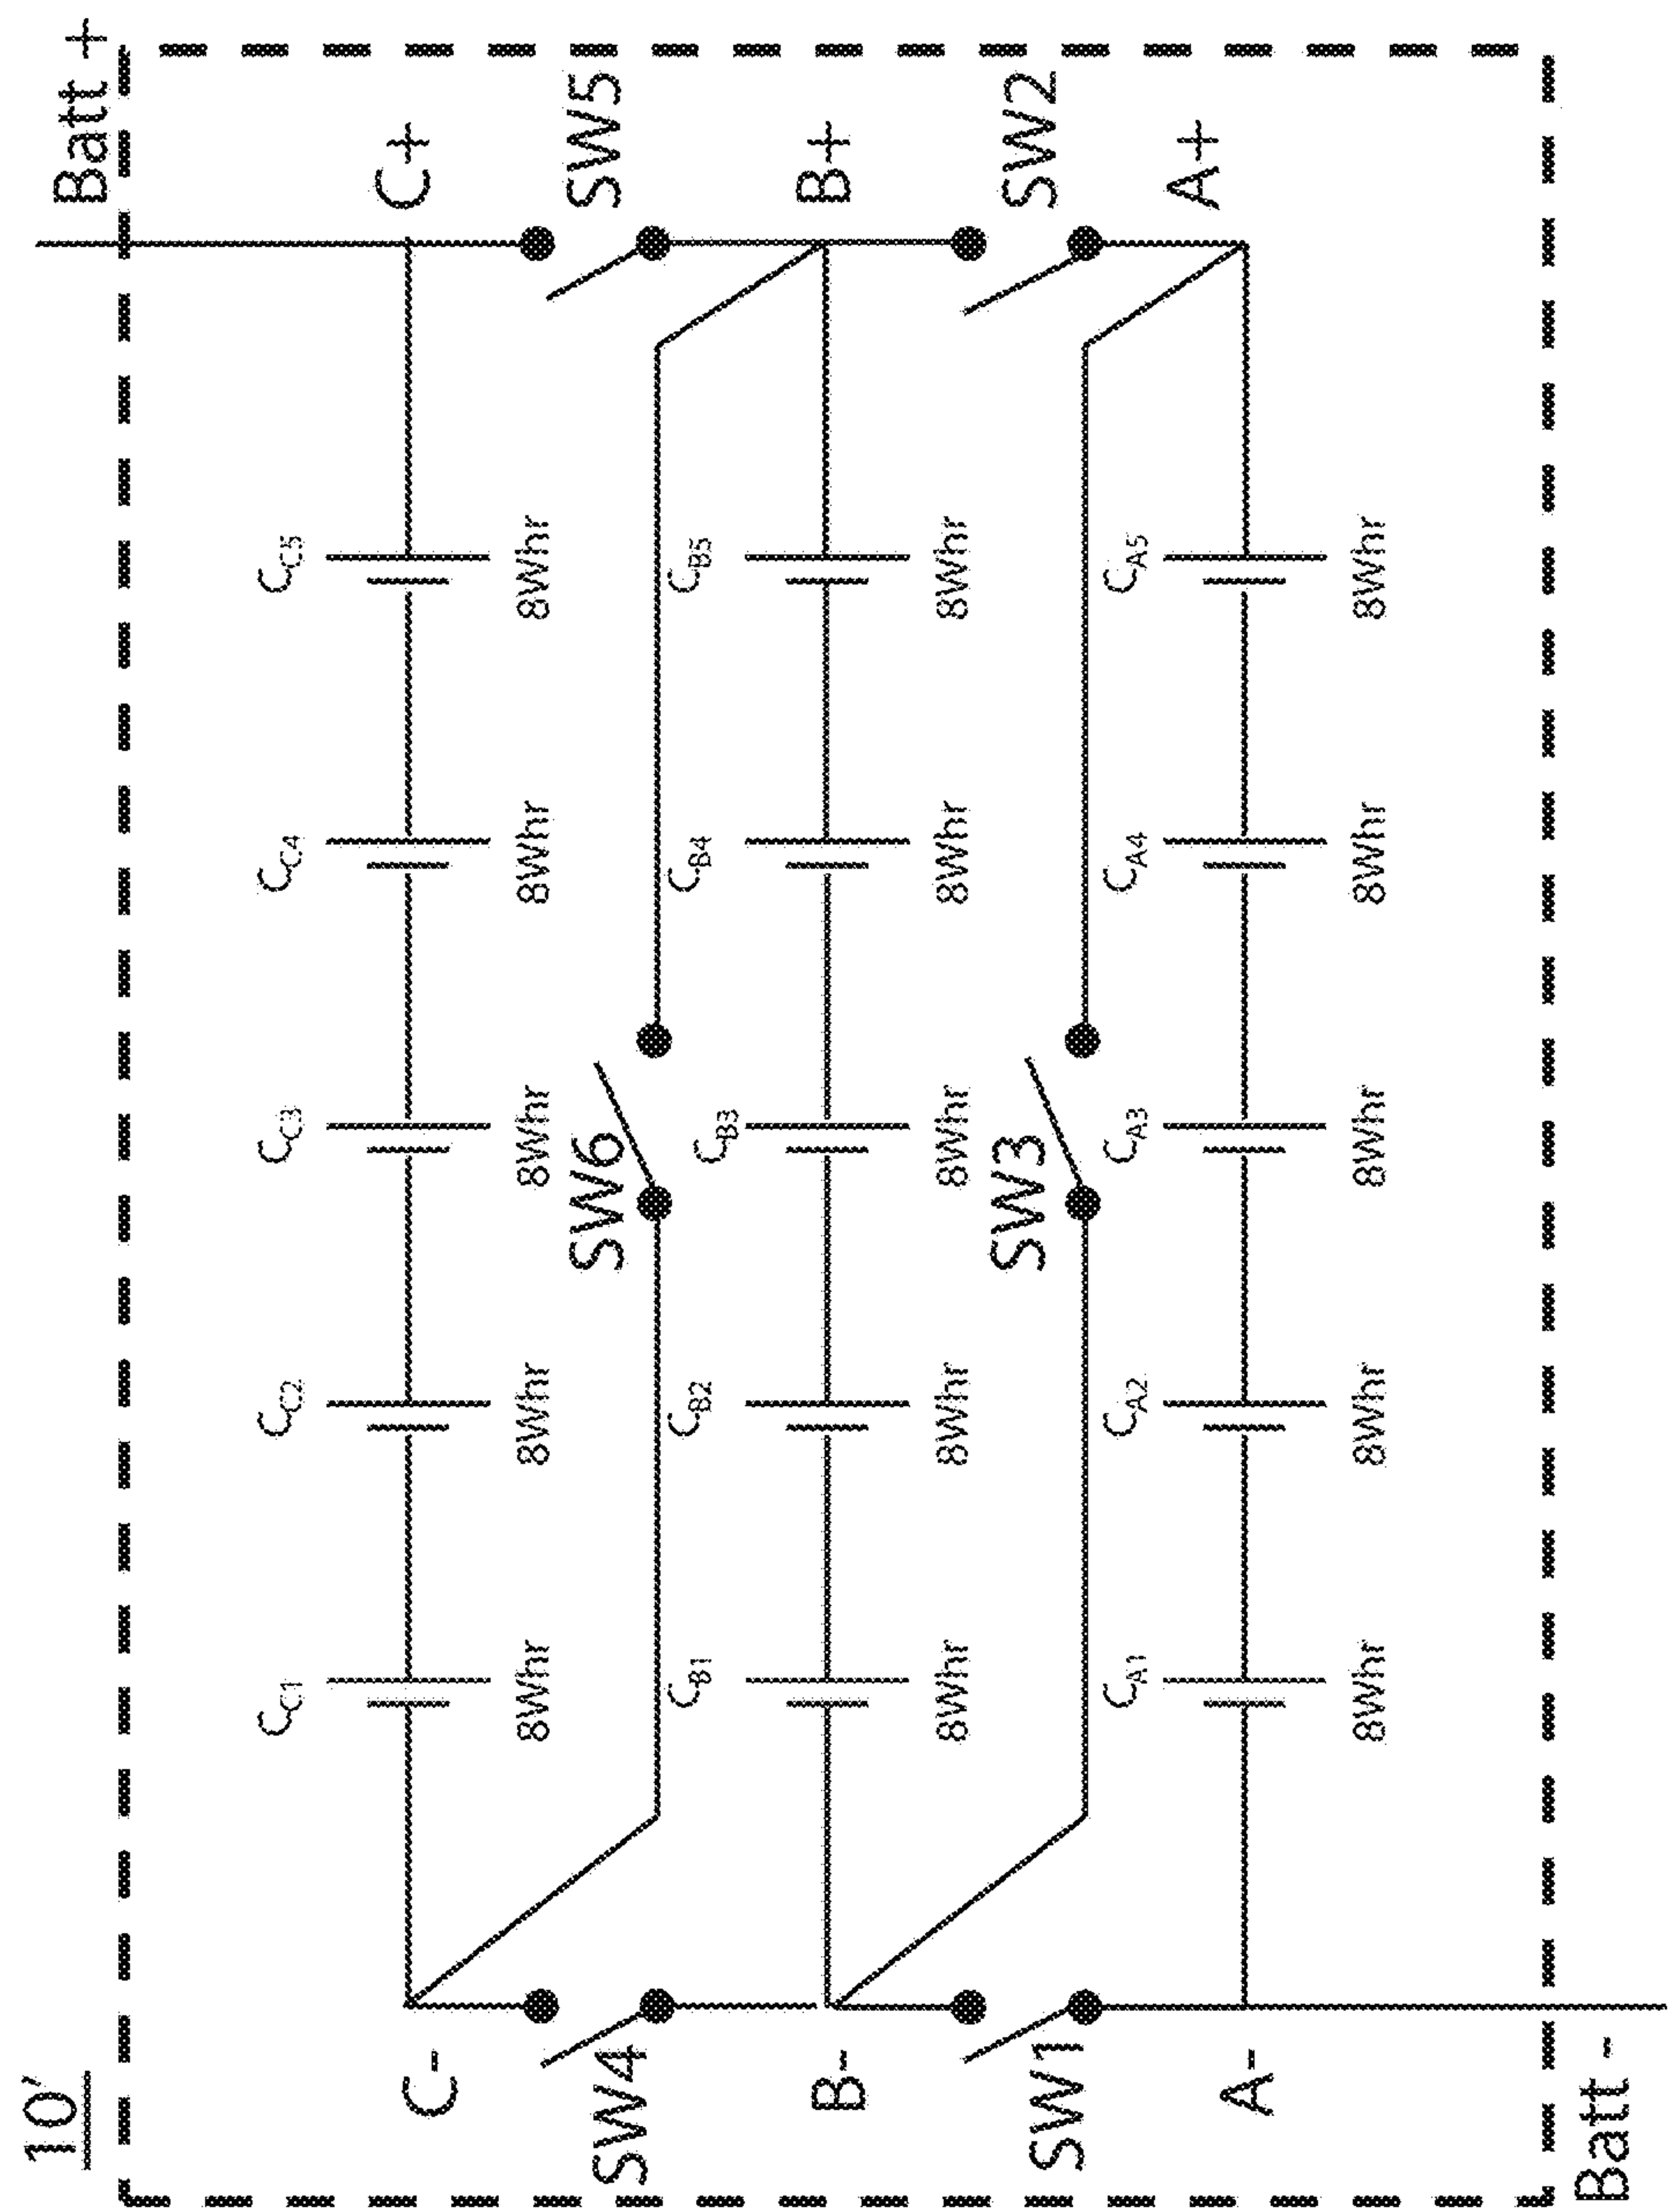 10'
Batt +
C-
C+
C_C1
C_C2
C_C3
C_C4
C_C5
8Whr
8Whr
8Whr
8Whr
8Whr
SW4
SW6
SW5
B-
B+
C_B1
C_B2
C_B3
C_B4
C_B5
8Whr
8Whr
8Whr
8Whr
8Whr
SW1
SW3
SW2
A-
A+
C_A1
C_A2
C_A3
C_A4
C_A5
8Whr
8Whr
8Whr
8Whr
8Whr
Batt -